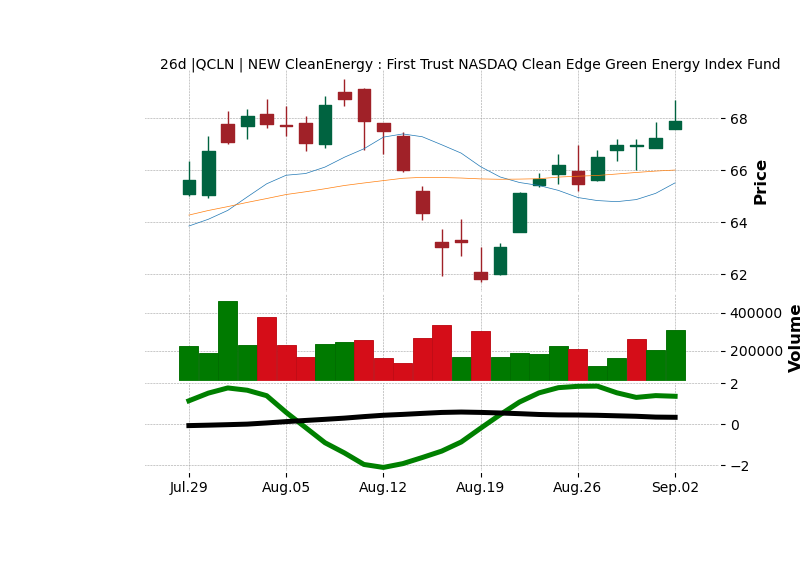 26d |QCLN | NEW CleanEnergy : First Trust NASDAQ Clean Edge Green Energy Index Fund
68
66
64
62
Price
400000
200000
Volume
2
0
−2
Jul.29 Aug.05 Aug.12 Aug.19 Aug.26 Sep.02